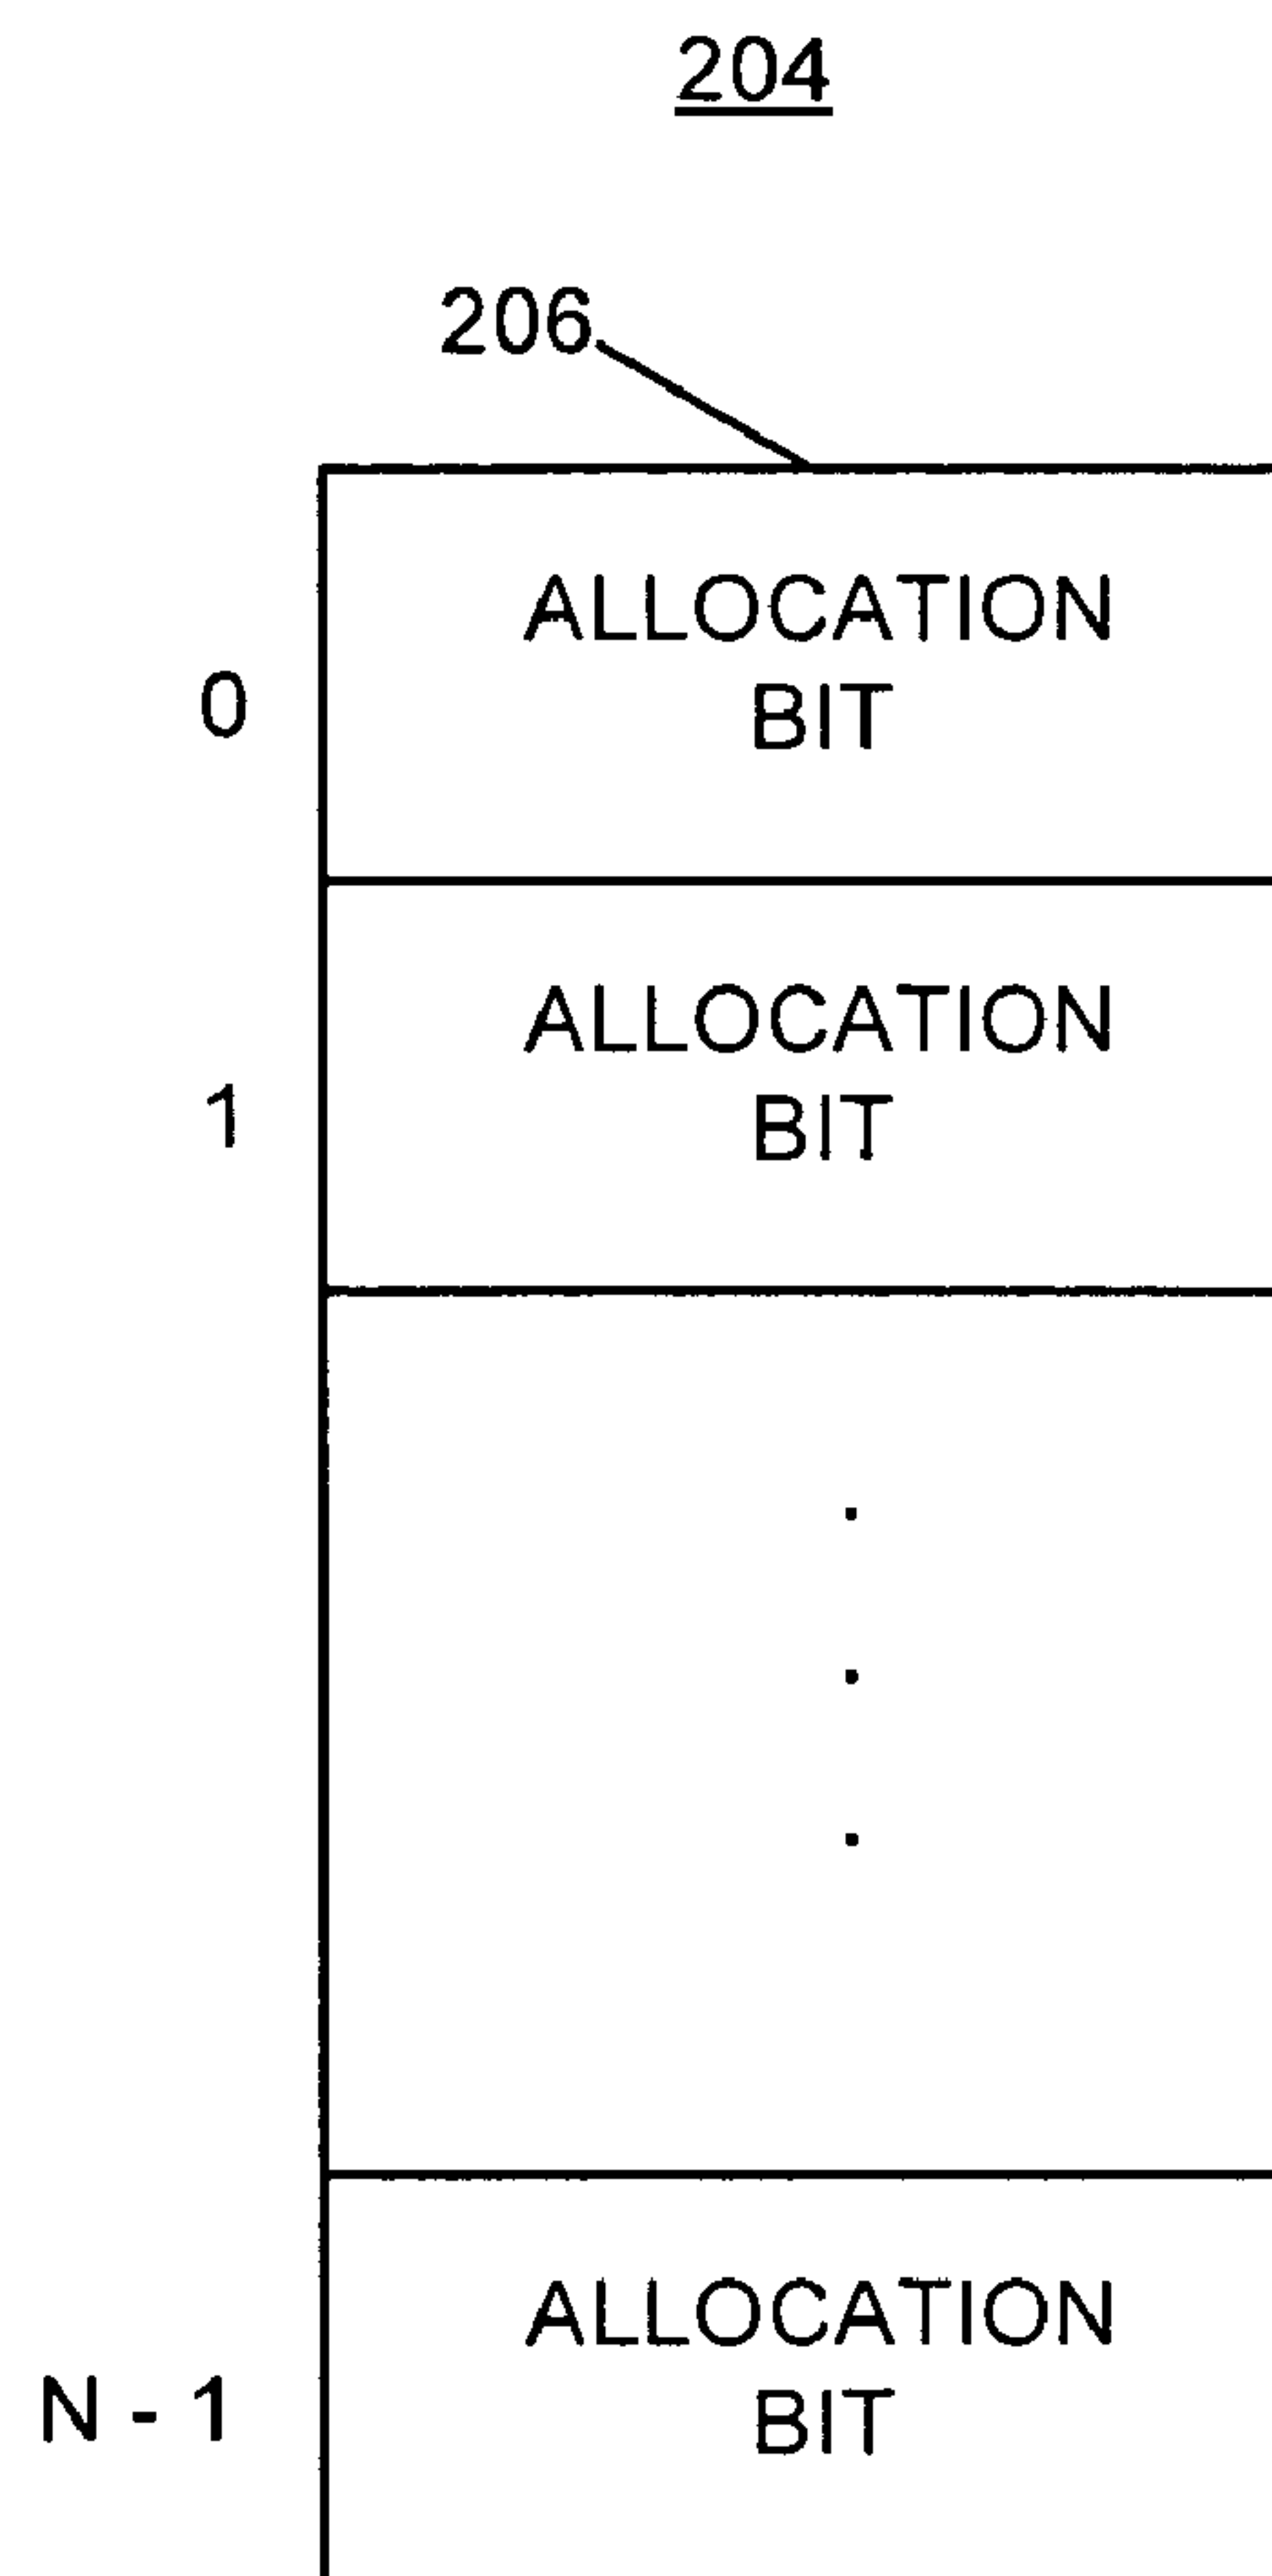 204
206
ALLOCATION
BIT
0
ALLOCATION
BIT
1
.
.
.
ALLOCATION
BIT
N - 1